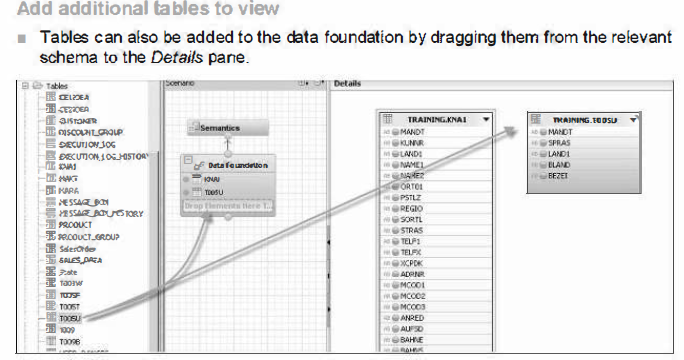 Add additional tables to view
Tables can also be added to the data foundation by dragging them from the relevant
schema to the Details pane.
Tables
CE1IDEA
CE2IDEA
CUSTOMER
DISCOUNT_GROUP
EXECUTION_LOG
EXECUTION_LOG_HISTORY
KNA1
MAKT
MARA
MESSAGE_BOX
MESSAGE_BOX_HISTORY
PRODUCT
PRODUCT_GROUP
SalesOrder
SALES_DATA
State
T003W
T005F
T005T
T005U
T009
T009B
Scenario
Semantics
Data Foundation
KNA1
T005U
Drop Elements Here T...
Details
TRAINING.KNA1
MANDT
KUNNR
LAND1
NAME1
NAME2
ORT01
PSTLZ
REGIO
SORTL
STRAS
TELF1
TELFX
XCPDK
ADRNR
MCOD1
MCOD2
MCOD3
ANRED
AUFSD
BAHNE
BAHNS
TRAINING.T005U
MANDT
SPRAS
LAND1
BLAND
BEZEI